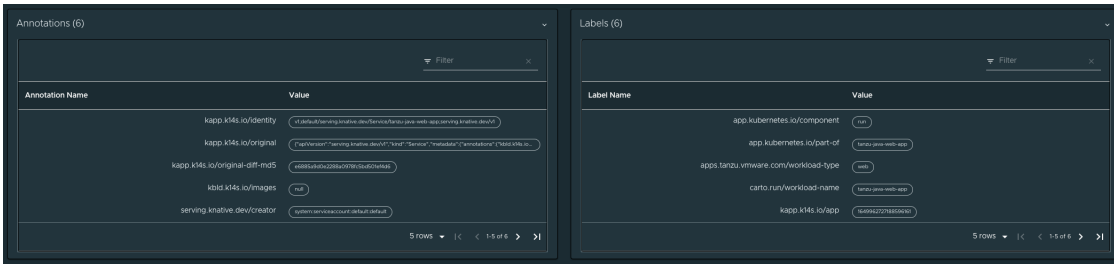 Annotations (6)
Filter
Annotation Name Value
kapp.k14s.io/identity v1;default/serving.knative.dev/Service/tanzu-java-web-app;serving.knative.dev/v1
kapp.k14s.io/original {"apiVersion":"serving.knative.dev/v1","kind":"Service","metadata":{"annotations":{"kbld.k14s.io...
kapp.k14s.io/original-diff-md5
kbld.k14s.io/images null
serving.knative.dev/creator system:serviceaccount:default:default
5 rows 1-5 of 6
Labels (6)
Filter
Label Name Value
app.kubernetes.io/component run
app.kubernetes.io/part-of tanzu-java-web-app
apps.tanzu.vmware.com/workload-type web
carto.run/workload-name tanzu-java-web-app
kapp.k14s.io/app
5 rows 1-5 of 6